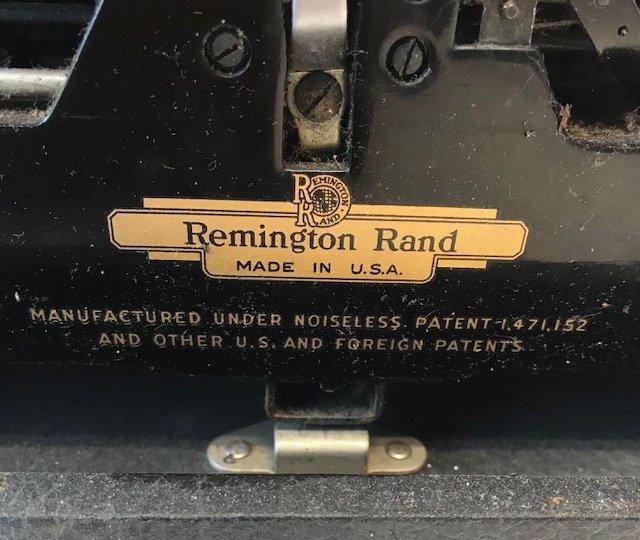 REMINGTON
RAND
Remington Rand
MADE IN U.S.A.
MANUFACTURED UNDER NOISELESS PATENT 1,471,152
AND OTHER U.S. AND FOREIGN PATENTS